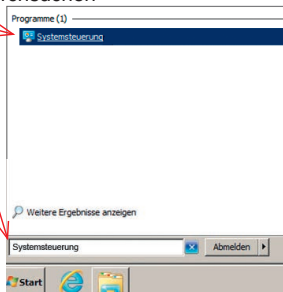 Programme (1)
Systemsteuerung
Weitere Ergebnisse anzeigen
Systemsteuerung
Abmelden
Start